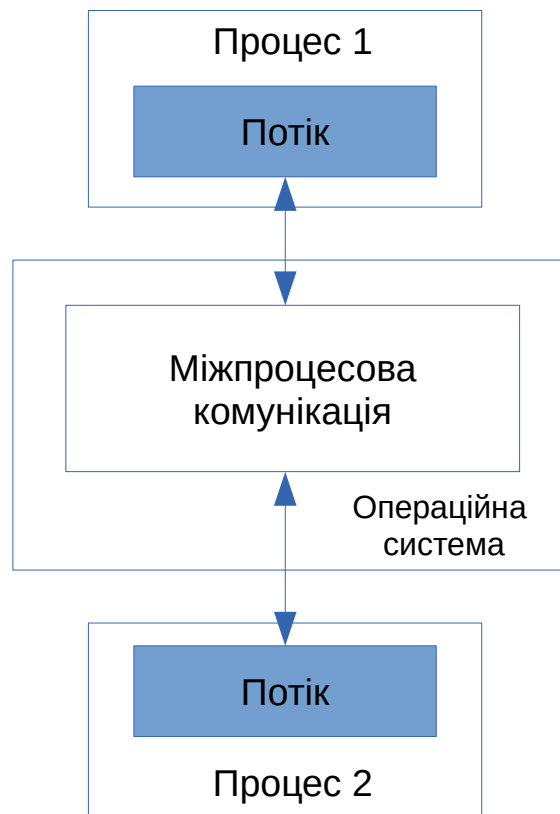 Процес 1
Потік
Міжпроцесова
комунікація
Операційна
система
Потік
Процес 2